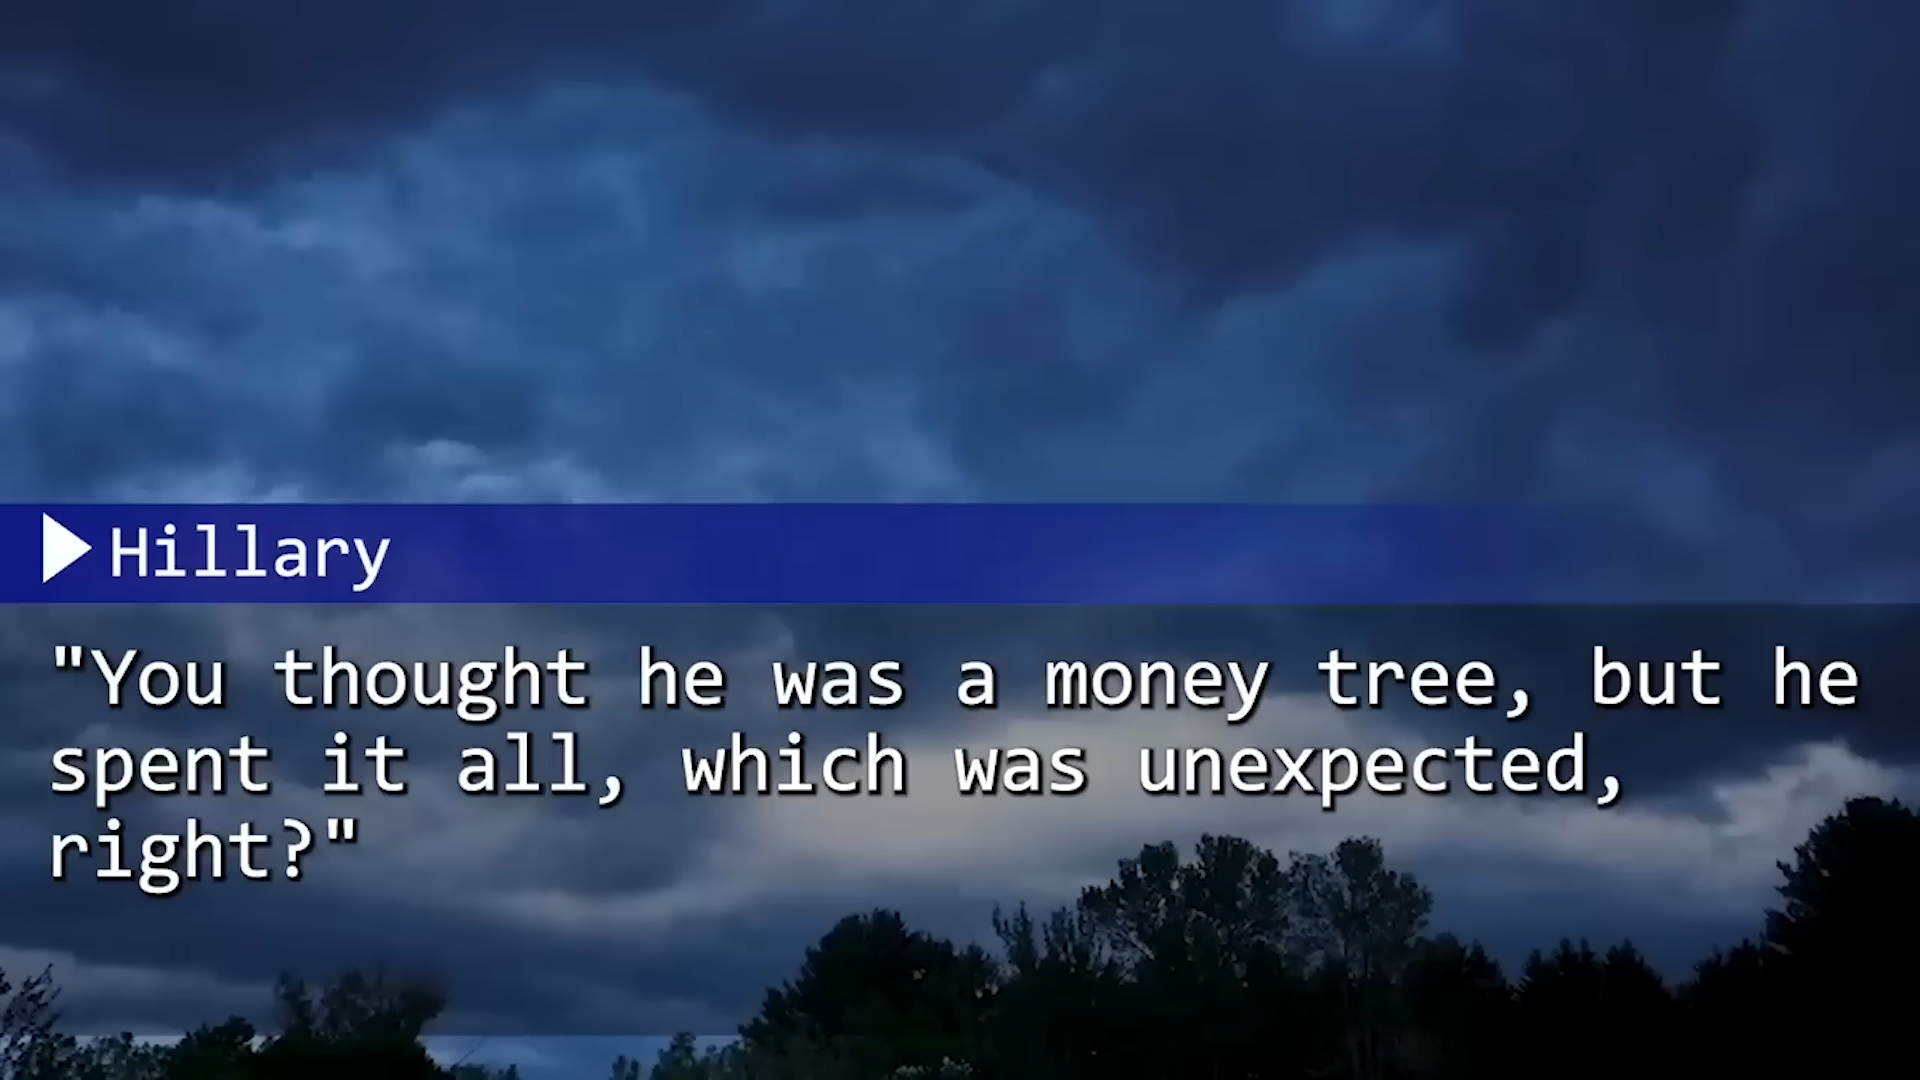 Hillary
"You thought he was a money tree, but he
spent it all, which was unexpected,
right?"